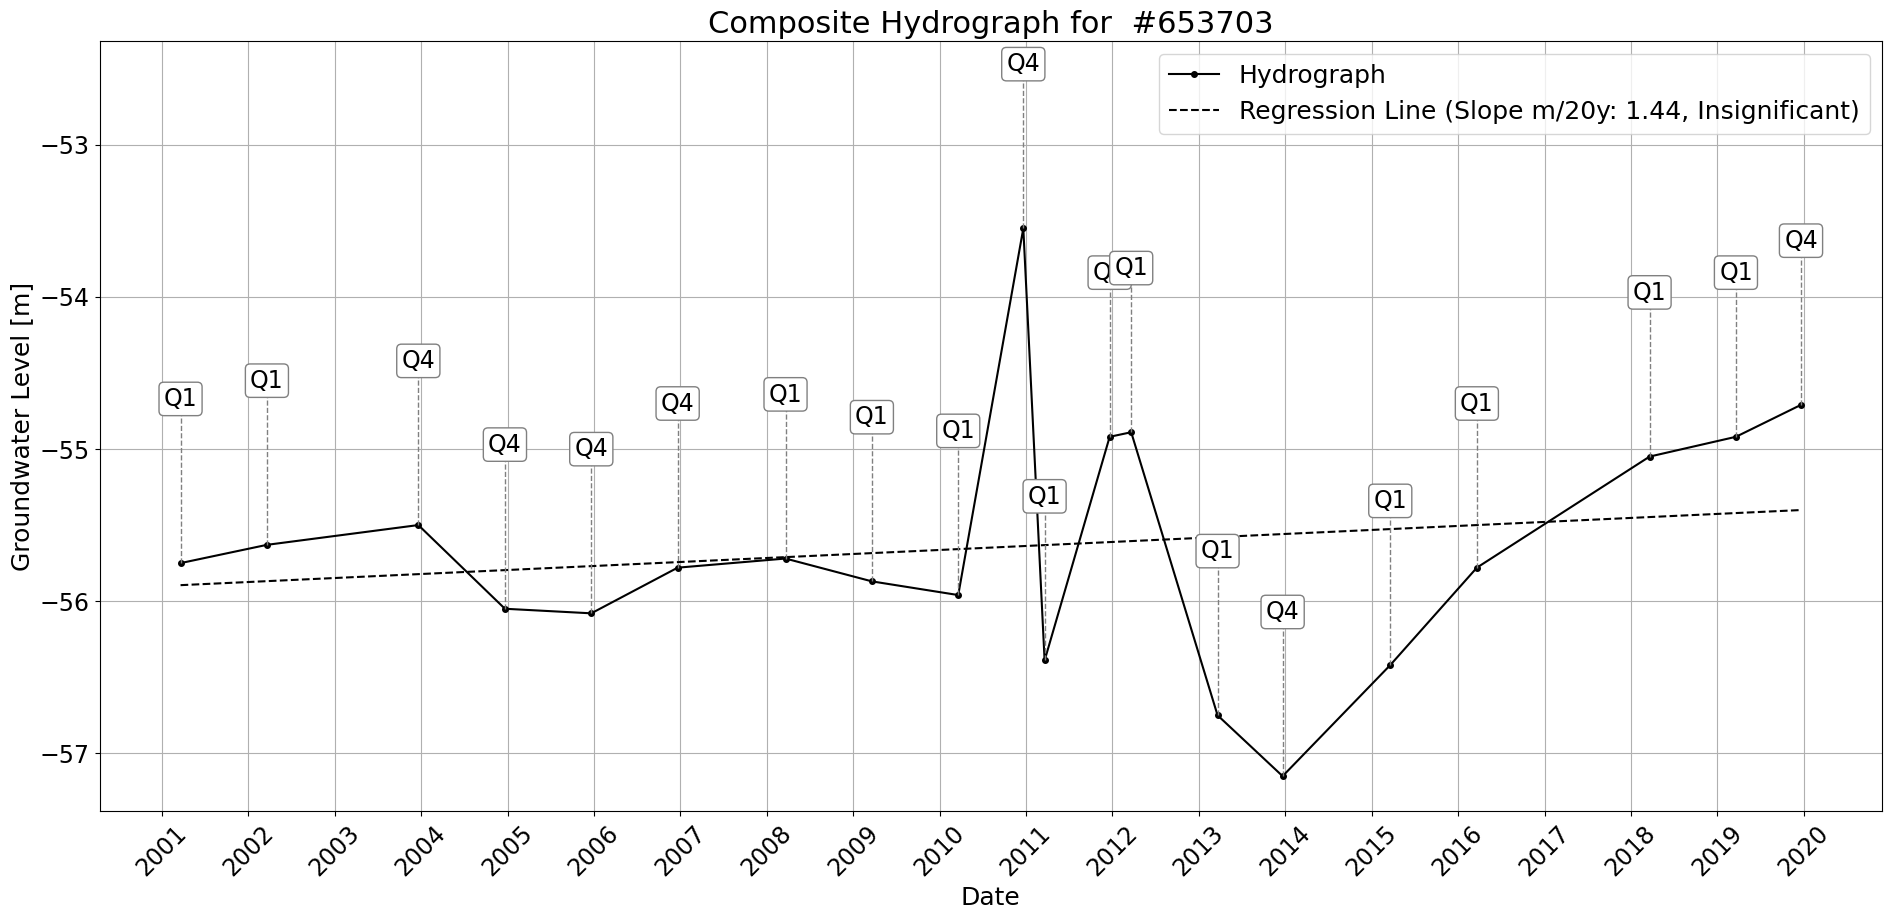 Composite Hydrograph for #653703
Hydrograph
Regression Line (Slope m/20y: 1.44, Insignificant)
Groundwater Level [m]
−53
−54
−55
−56
−57
Q1
Q1
Q4
Q4
Q4
Q4
Q1
Q1
Q1
Q4
Q1
Q1
Q1
Q4
Q1
Q1
Q1
Q1
Q4
2001
2002
2003
2004
2005
2006
2007
2008
2009
2010
2011
2012
2013
2014
2015
2016
2017
2018
2019
2020
Date